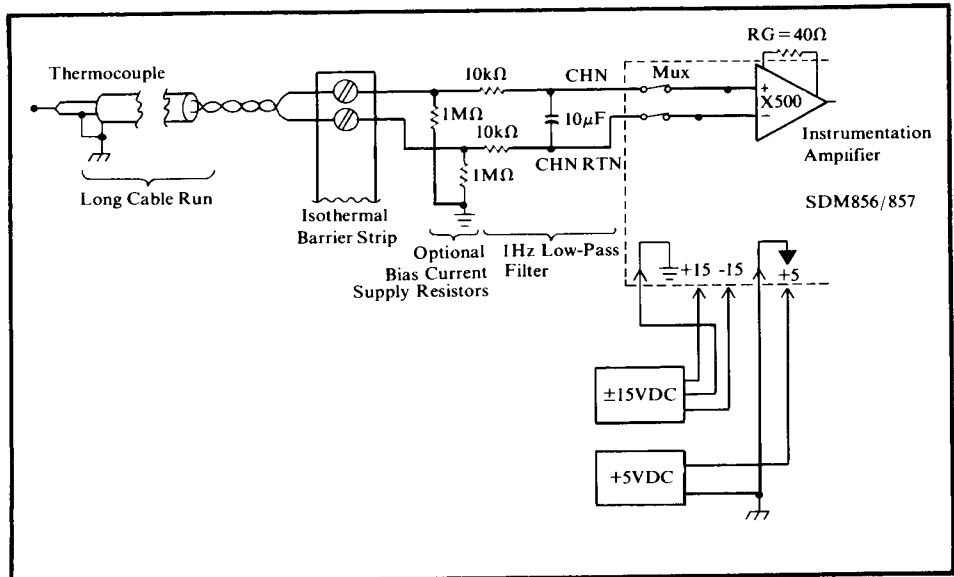 RG = 40Ω
Thermocouple
10kΩ
CHN
Mux
+
X500
−
1MΩ
10kΩ
10μF
Instrumentation
Amplifier
CHN RTN
1MΩ
SDM856/857
Long Cable Run
Isothermal
Barrier Strip
Optional
Bias Current
Supply Resistors
1Hz Low-Pass
Filter
+15
-15
+5
±15VDC
+5VDC